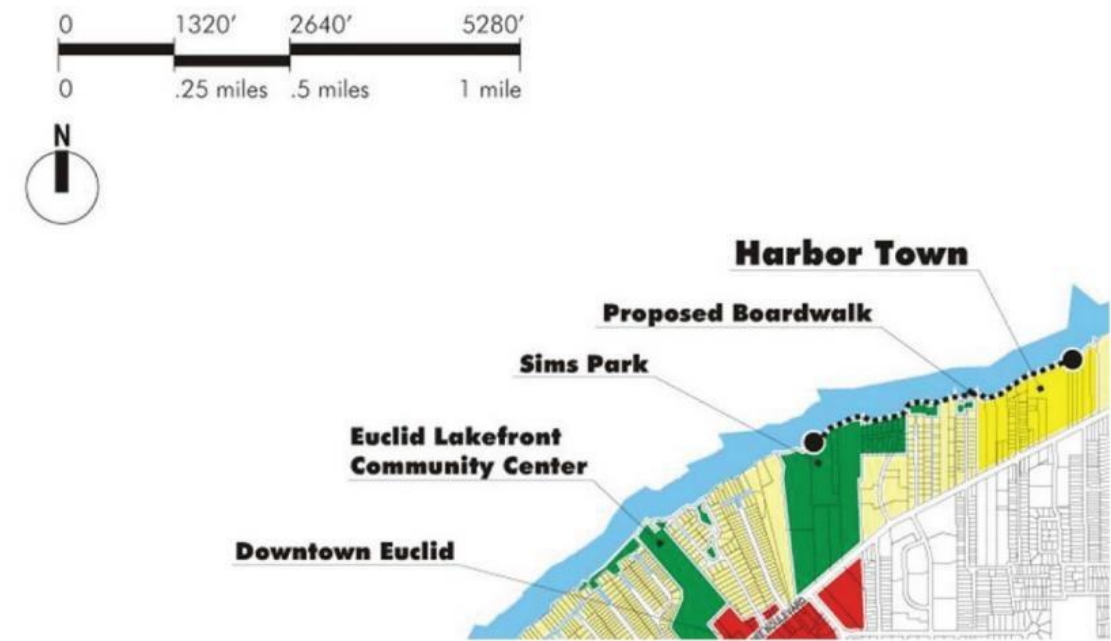 0 1320’ 2640’ 5280’
0 .25 miles .5 miles 1 mile
N
Harbor Town
Proposed Boardwalk
Sims Park
Euclid Lakefront
Community Center
Downtown Euclid
BOULEVARD